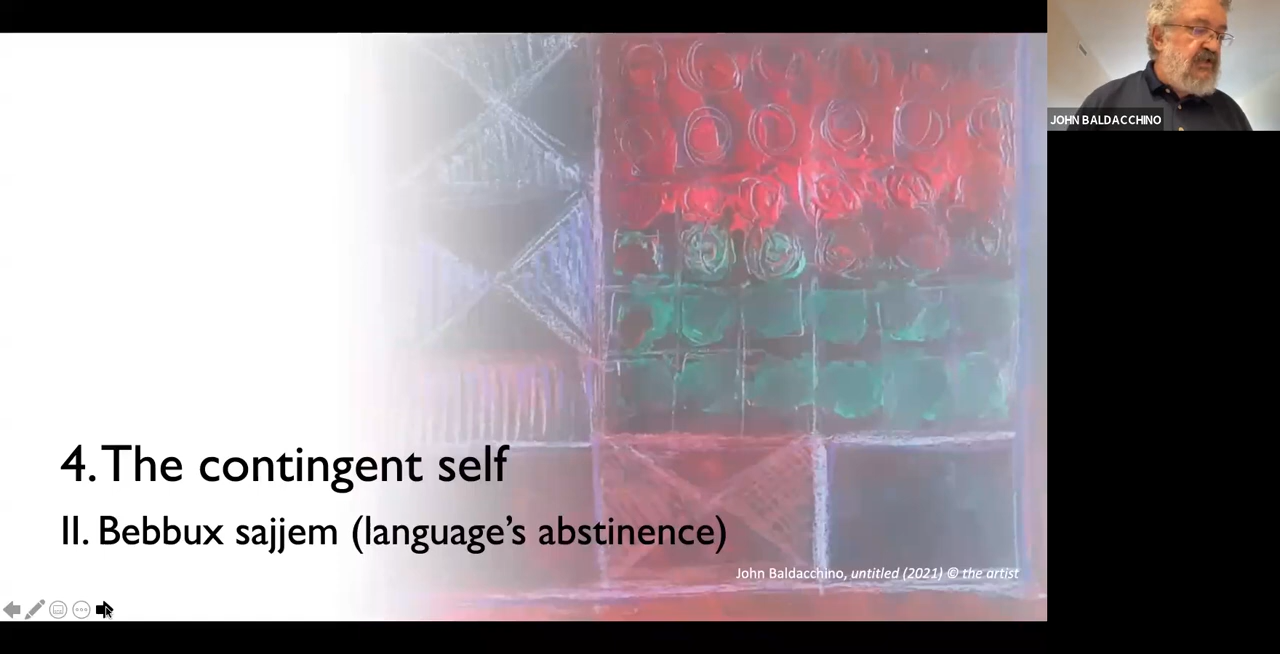 JOHN BALDACCHINO
4. The contingent self
II. Bebbux sajjem (language’s abstinence)
John Baldacchino, untitled (2021) © the artist